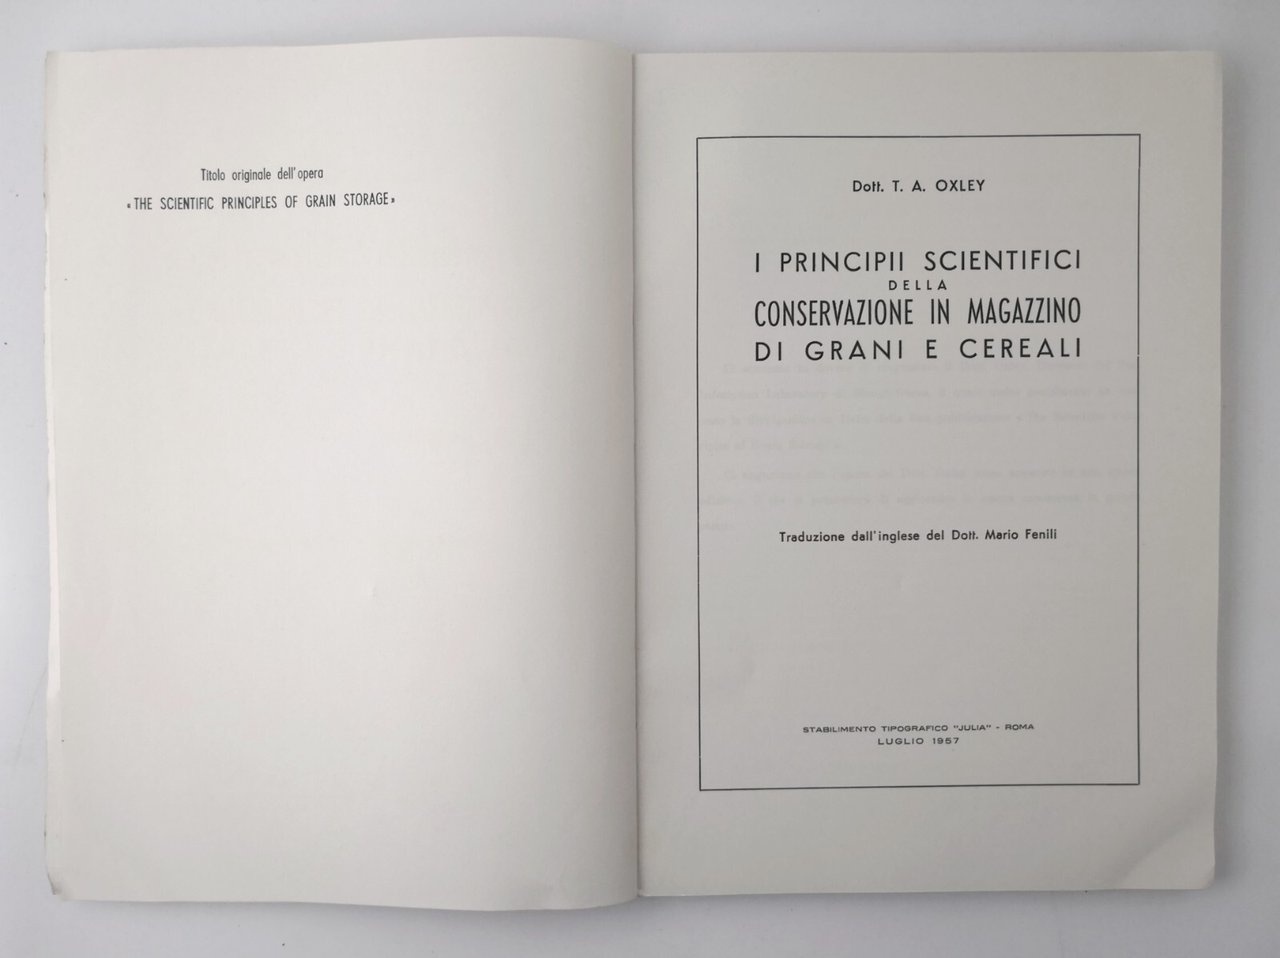 Titolo originale dell'opera
« THE SCIENTIFIC PRINCIPLES OF GRAIN STORAGE »
Dott. T. A. OXLEY
I PRINCIPII SCIENTIFICI
DELLA
CONSERVAZIONE IN MAGAZZINO
DI GRANI E CEREALI
Traduzione dall'inglese del Dott. Mario Fenili
STABILIMENTO TIPOGRAFICO "JULIA" - ROMA
LUGLIO 1957